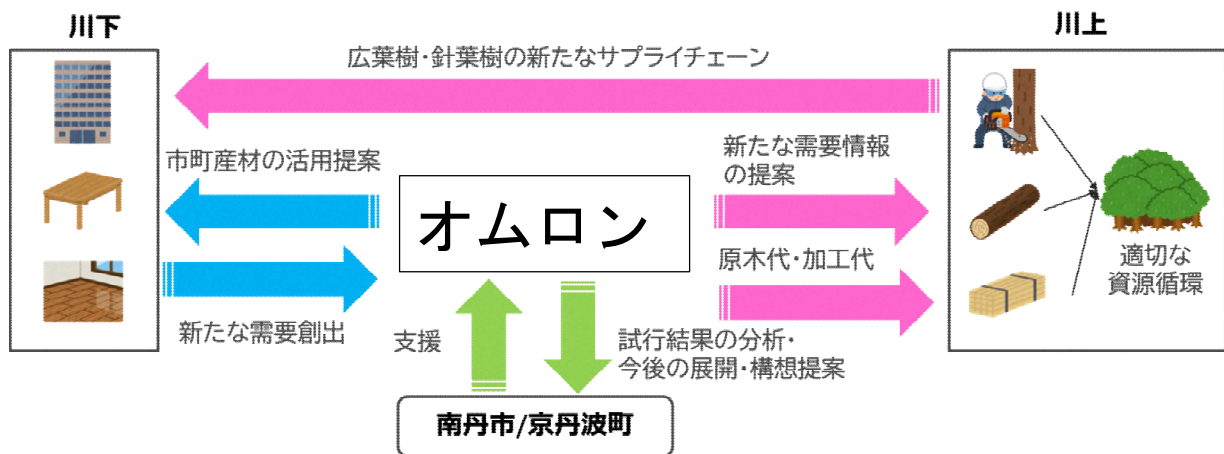 川下
川上
広葉樹・針葉樹の新たなサプライチェーン
市町産材の活用提案
新たな需要情報
の提案
オムロン
原木代・加工代
適切な
資源循環
新たな需要創出
支援
試行結果の分析・
今後の展開・構想提案
南丹市/京丹波町